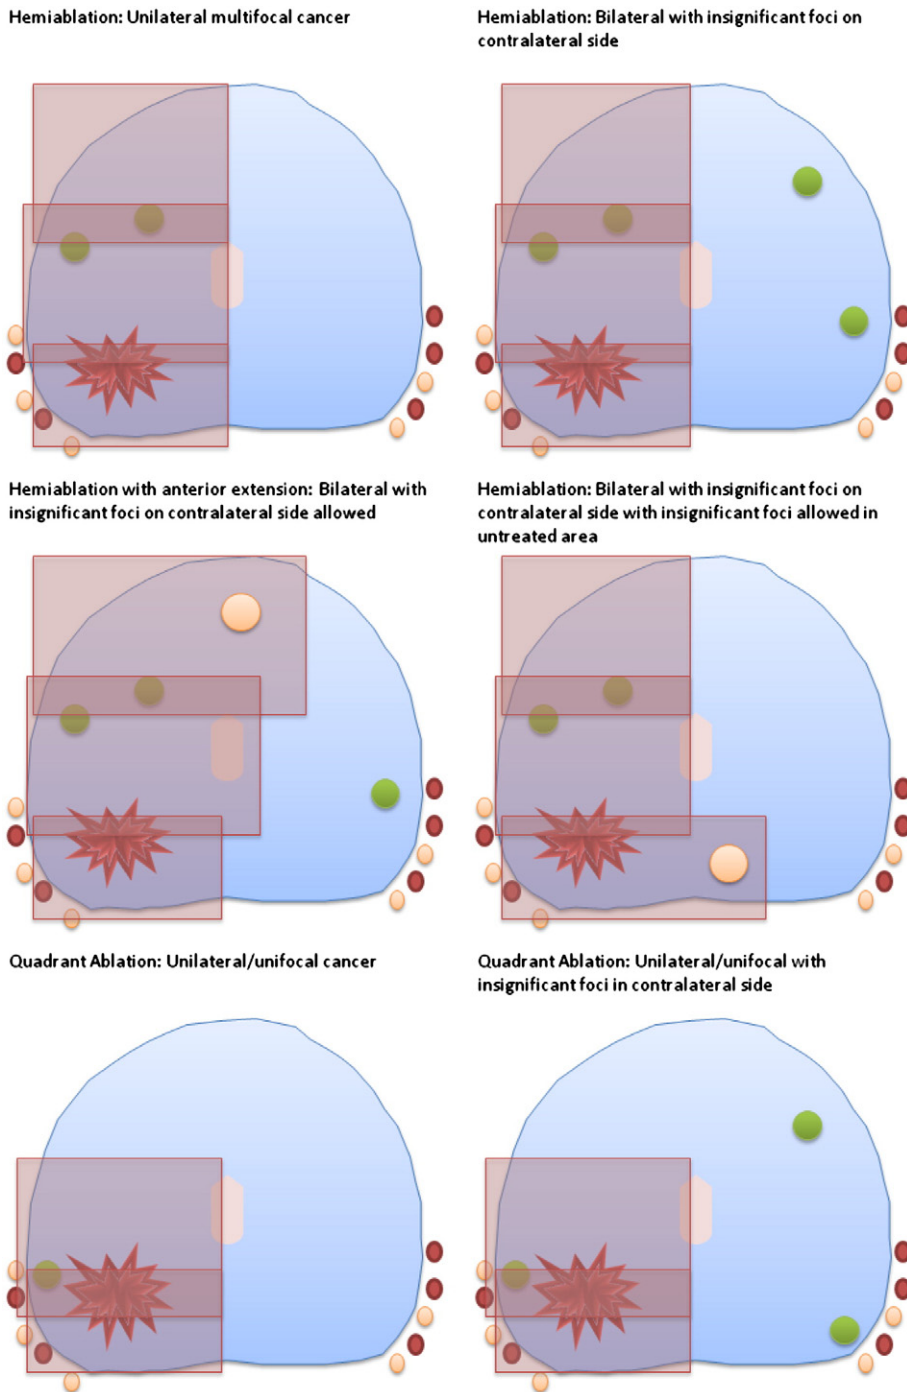 Hemiablation: Unilateral multifocal cancer
Hemiablation: Bilateral with insignificant foci on
contralateral side
Hemiablation with anterior extension: Bilateral with
insignificant foci on contralateral side allowed
Hemiablation: Bilateral with insignificant foci on
contralateral side with insignificant foci allowed in
untreated area
Quadrant Ablation: Unilateral/unifocal cancer
Quadrant Ablation: Unilateral/unifocal with
insignificant foci in contralateral side